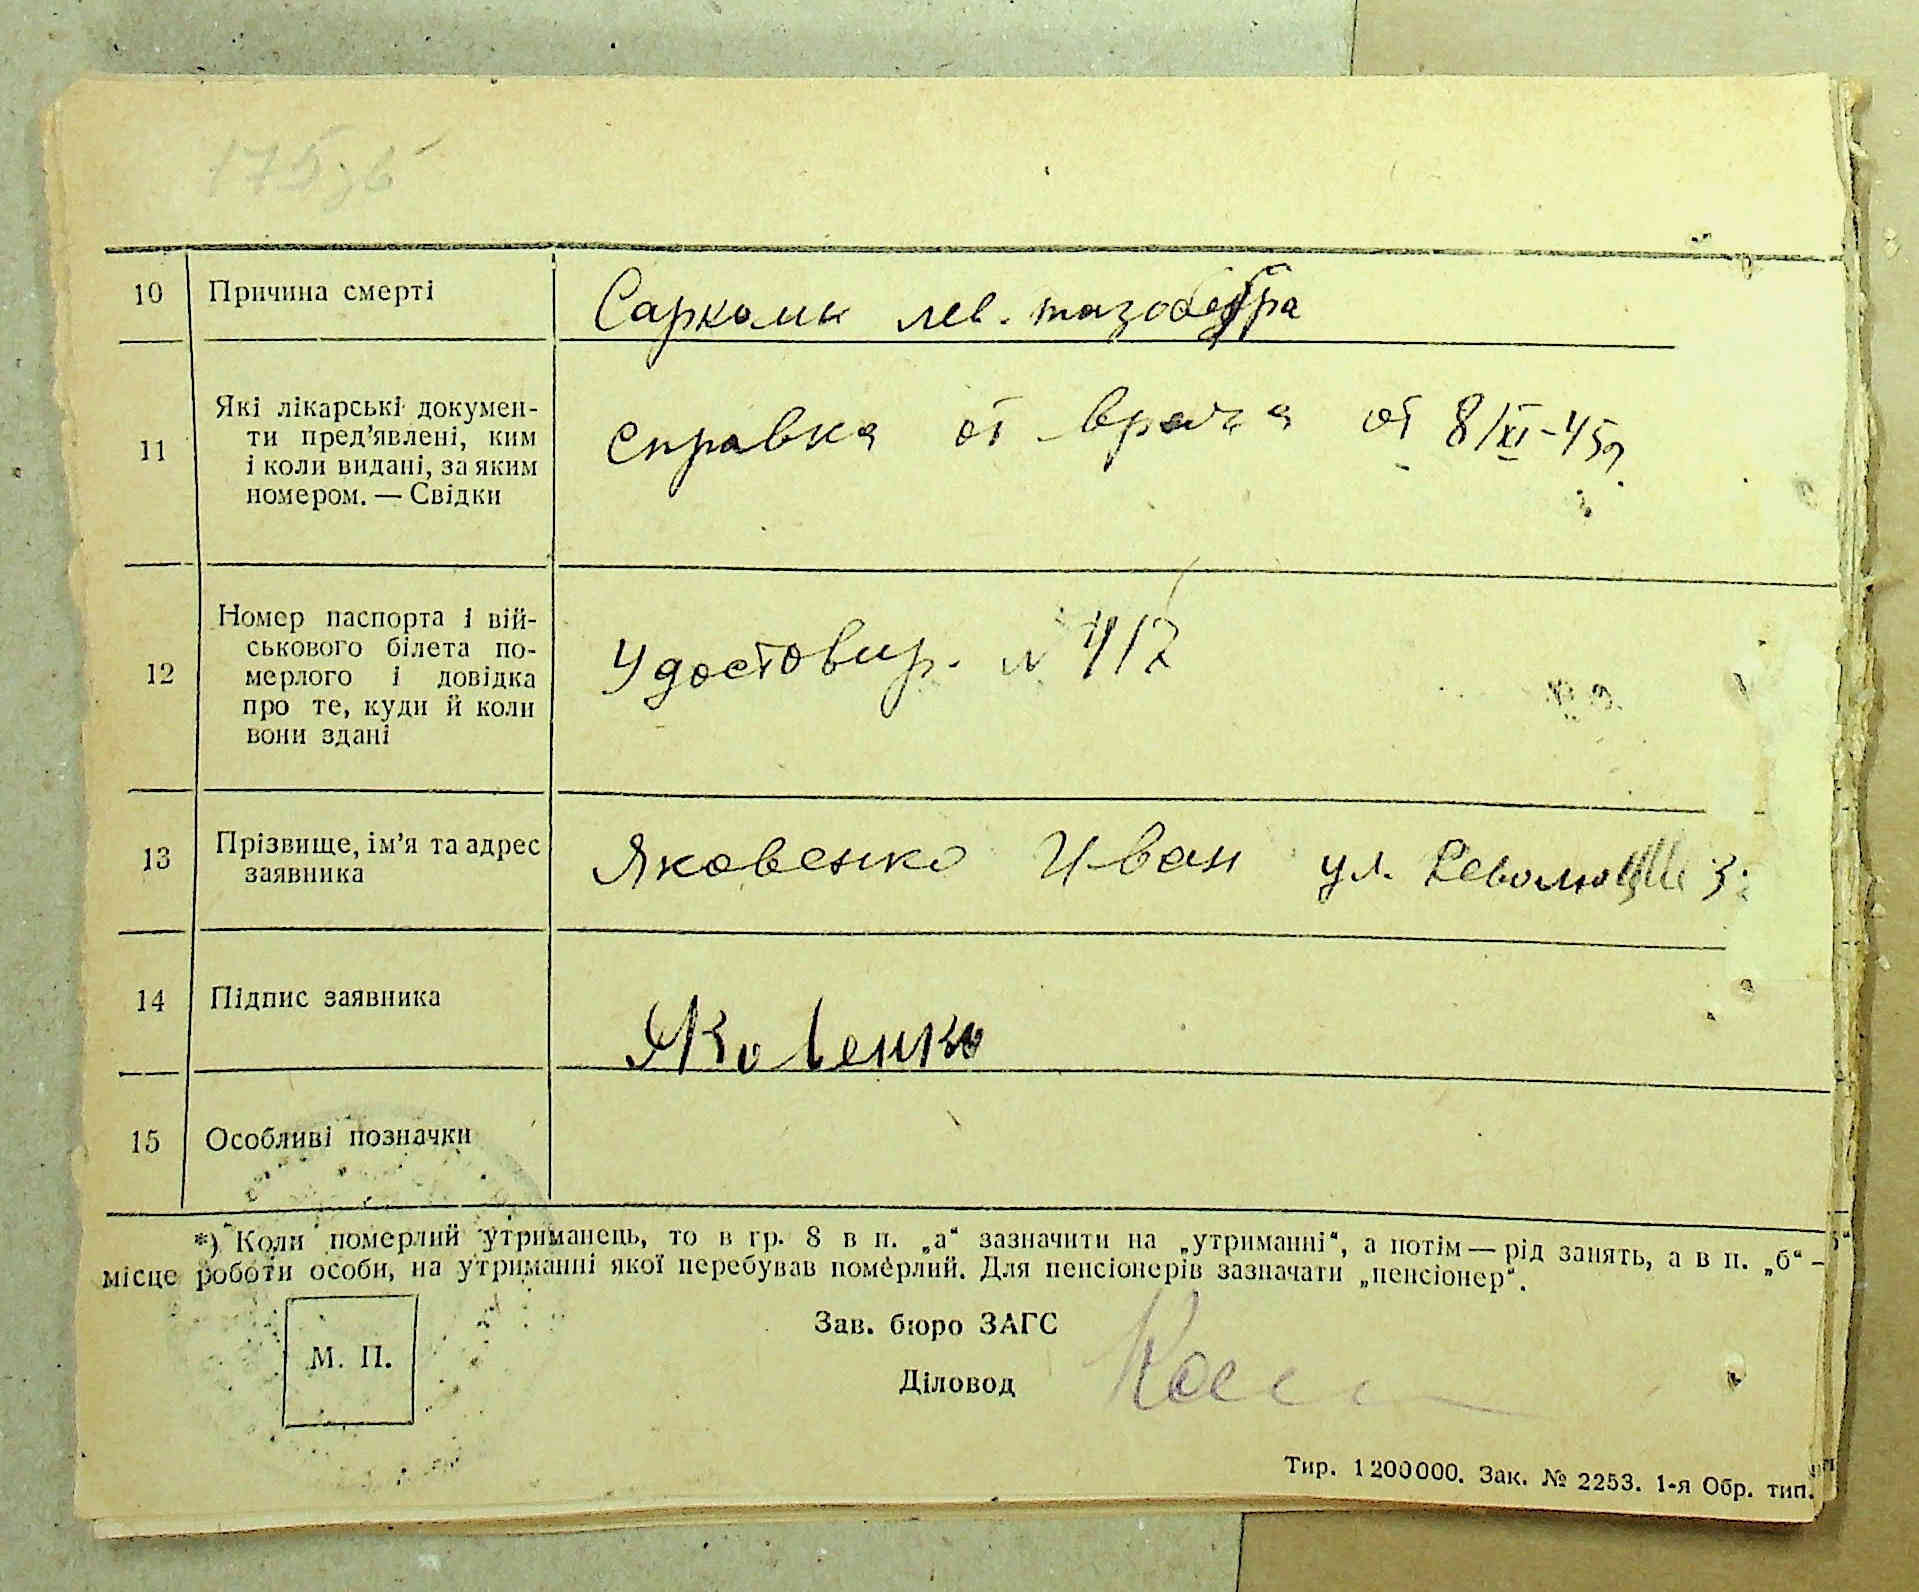 10 Причина смерті Саркома лев. тазобедра
11 Які лікарські докумен-
ти пред'явлені, ким
і коли видані, за яким
номером. — Свідки
справка от врача от 8/XI-45г.
12 Номер паспорта і вій-
ськового білета по-
мерлого і довідка
про те, куди й коли
вони здані
Удостовир. № 417
13 Прізвище, ім'я та адрес
заявника
Яковенко Иван ул. Революции
14 Підпис заявника Яковенко
15 Особливі позначки
*) Коли померлий утриманець, то в гр. 8 в п. „а“ зазначити на „утриманні“, а потім — рід занять, а в п. „б“ –
місце роботи особи, на утриманні якої перебував померлий. Для пенсіонерів зазначати „пенсіонер“.
М. П.
Зав. бюро ЗАГС
Діловод
Тир. 1200000. Зак. № 2253. 1-я Обр. тип.